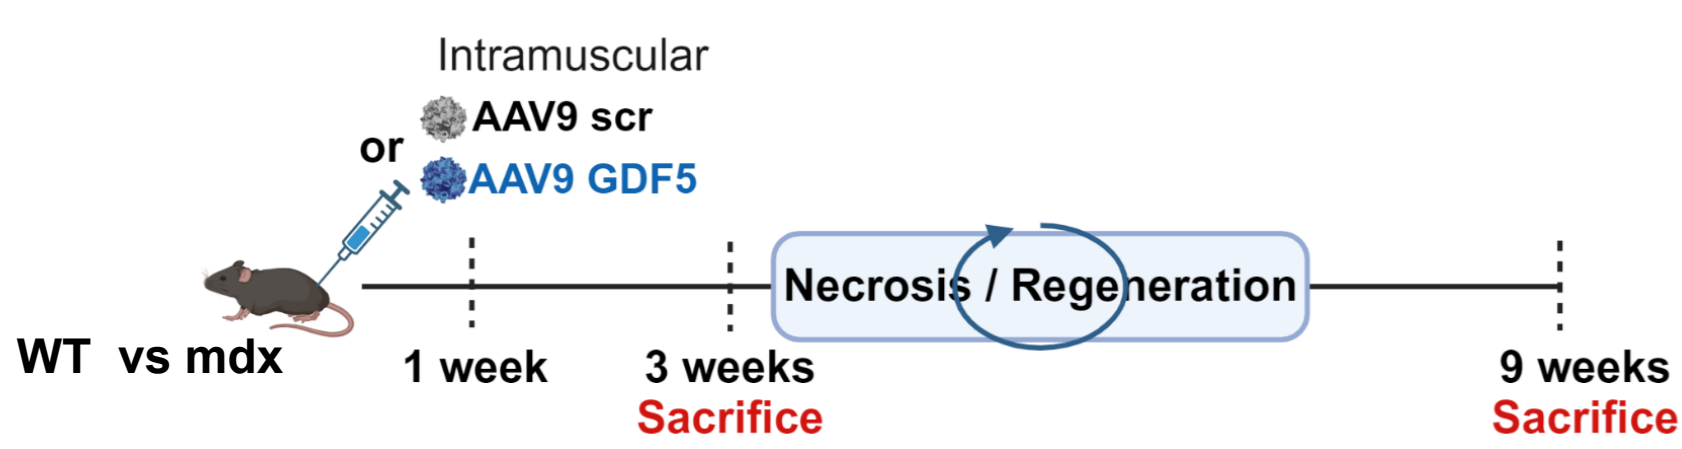 Intramuscular
AAV9 scr
or
AAV9 GDF5
Necrosis / Regeneration
WT vs mdx
1 week
3 weeks
Sacrifice
9 weeks
Sacrifice